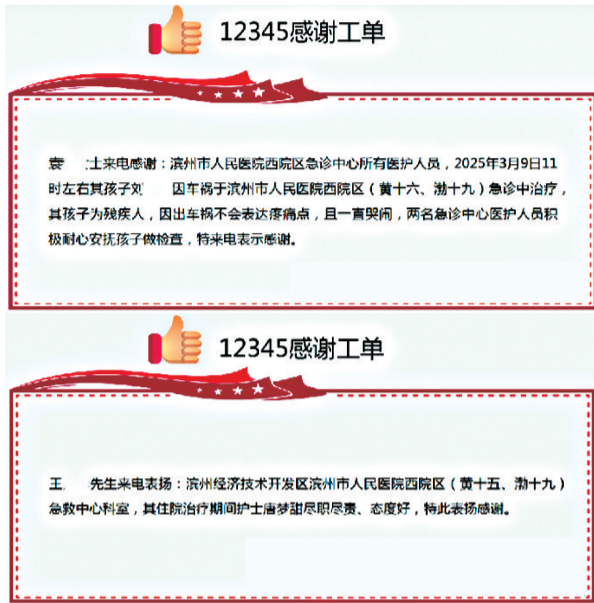 12345感谢工单
袁 士来电感谢：滨州市人民医院西院区急诊中心所有医护人员，2025年3月9日11
时左右其孩子刘 因车祸于滨州市人民医院西院区（黄十六、渤十九）急诊中治疗，
其孩子为残疾人，因出车祸不会表达疼痛点，且一直哭闹，两名急诊中心医护人员积
极耐心安抚孩子做检查，特来电表示感谢。
12345感谢工单
王 先生来电表扬：滨州经济技术开发区滨州市人民医院西院区（黄十五、渤十九）
急救中心科室，其住院治疗期间护士唐梦甜尽职尽责、态度好，特此表扬感谢。